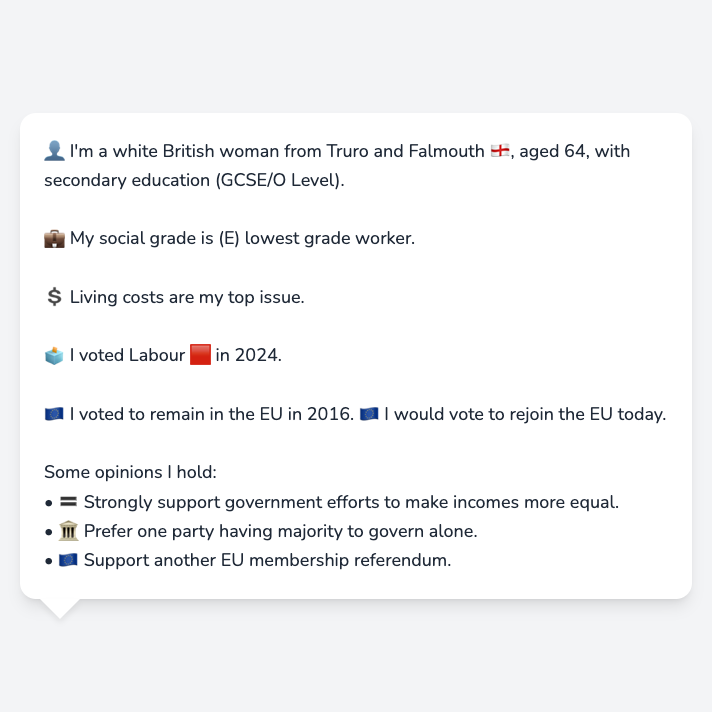 👤 I'm a white British woman from Truro and Falmouth 🏴󠁧󠁢󠁥󠁮󠁧󠁿, aged 64, with
secondary education (GCSE/O Level).
💼 My social grade is (E) lowest grade worker.
💲 Living costs are my top issue.
🗳️ I voted Labour 🟥 in 2024.
🇪🇺 I voted to remain in the EU in 2016. 🇪🇺 I would vote to rejoin the EU today.
Some opinions I hold:
• 🟰 Strongly support government efforts to make incomes more equal.
• 🏛️ Prefer one party having majority to govern alone.
• 🇪🇺 Support another EU membership referendum.